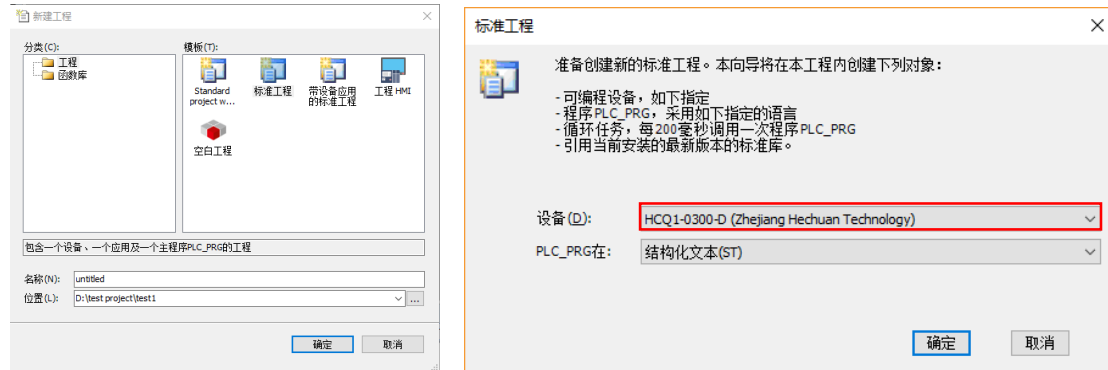 新建工程
分类(C):
工程
函数库
模板(T):
Standard
project w...
标准工程
带设备应用
的标准工程
工程 HMI
空白工程
包含一个设备、一个应用及一个主程序PLC_PRG的工程
名称(N):
untitled
位置(L):
D:\test project\test1
...
确定
取消
标准工程
准备创建新的标准工程。本向导将在本工程内创建下列对象:
- 可编程设备，如下指定
- 程序PLC_PRG，采用如下指定的语言
- 循环任务，每200毫秒调用一次程序PLC_PRG
- 引用当前安装的最新版本的标准库。
设备(D):
HCQ1-0300-D (Zhejiang Hechuan Technology)
PLC_PRG在:
结构化文本(ST)
确定
取消